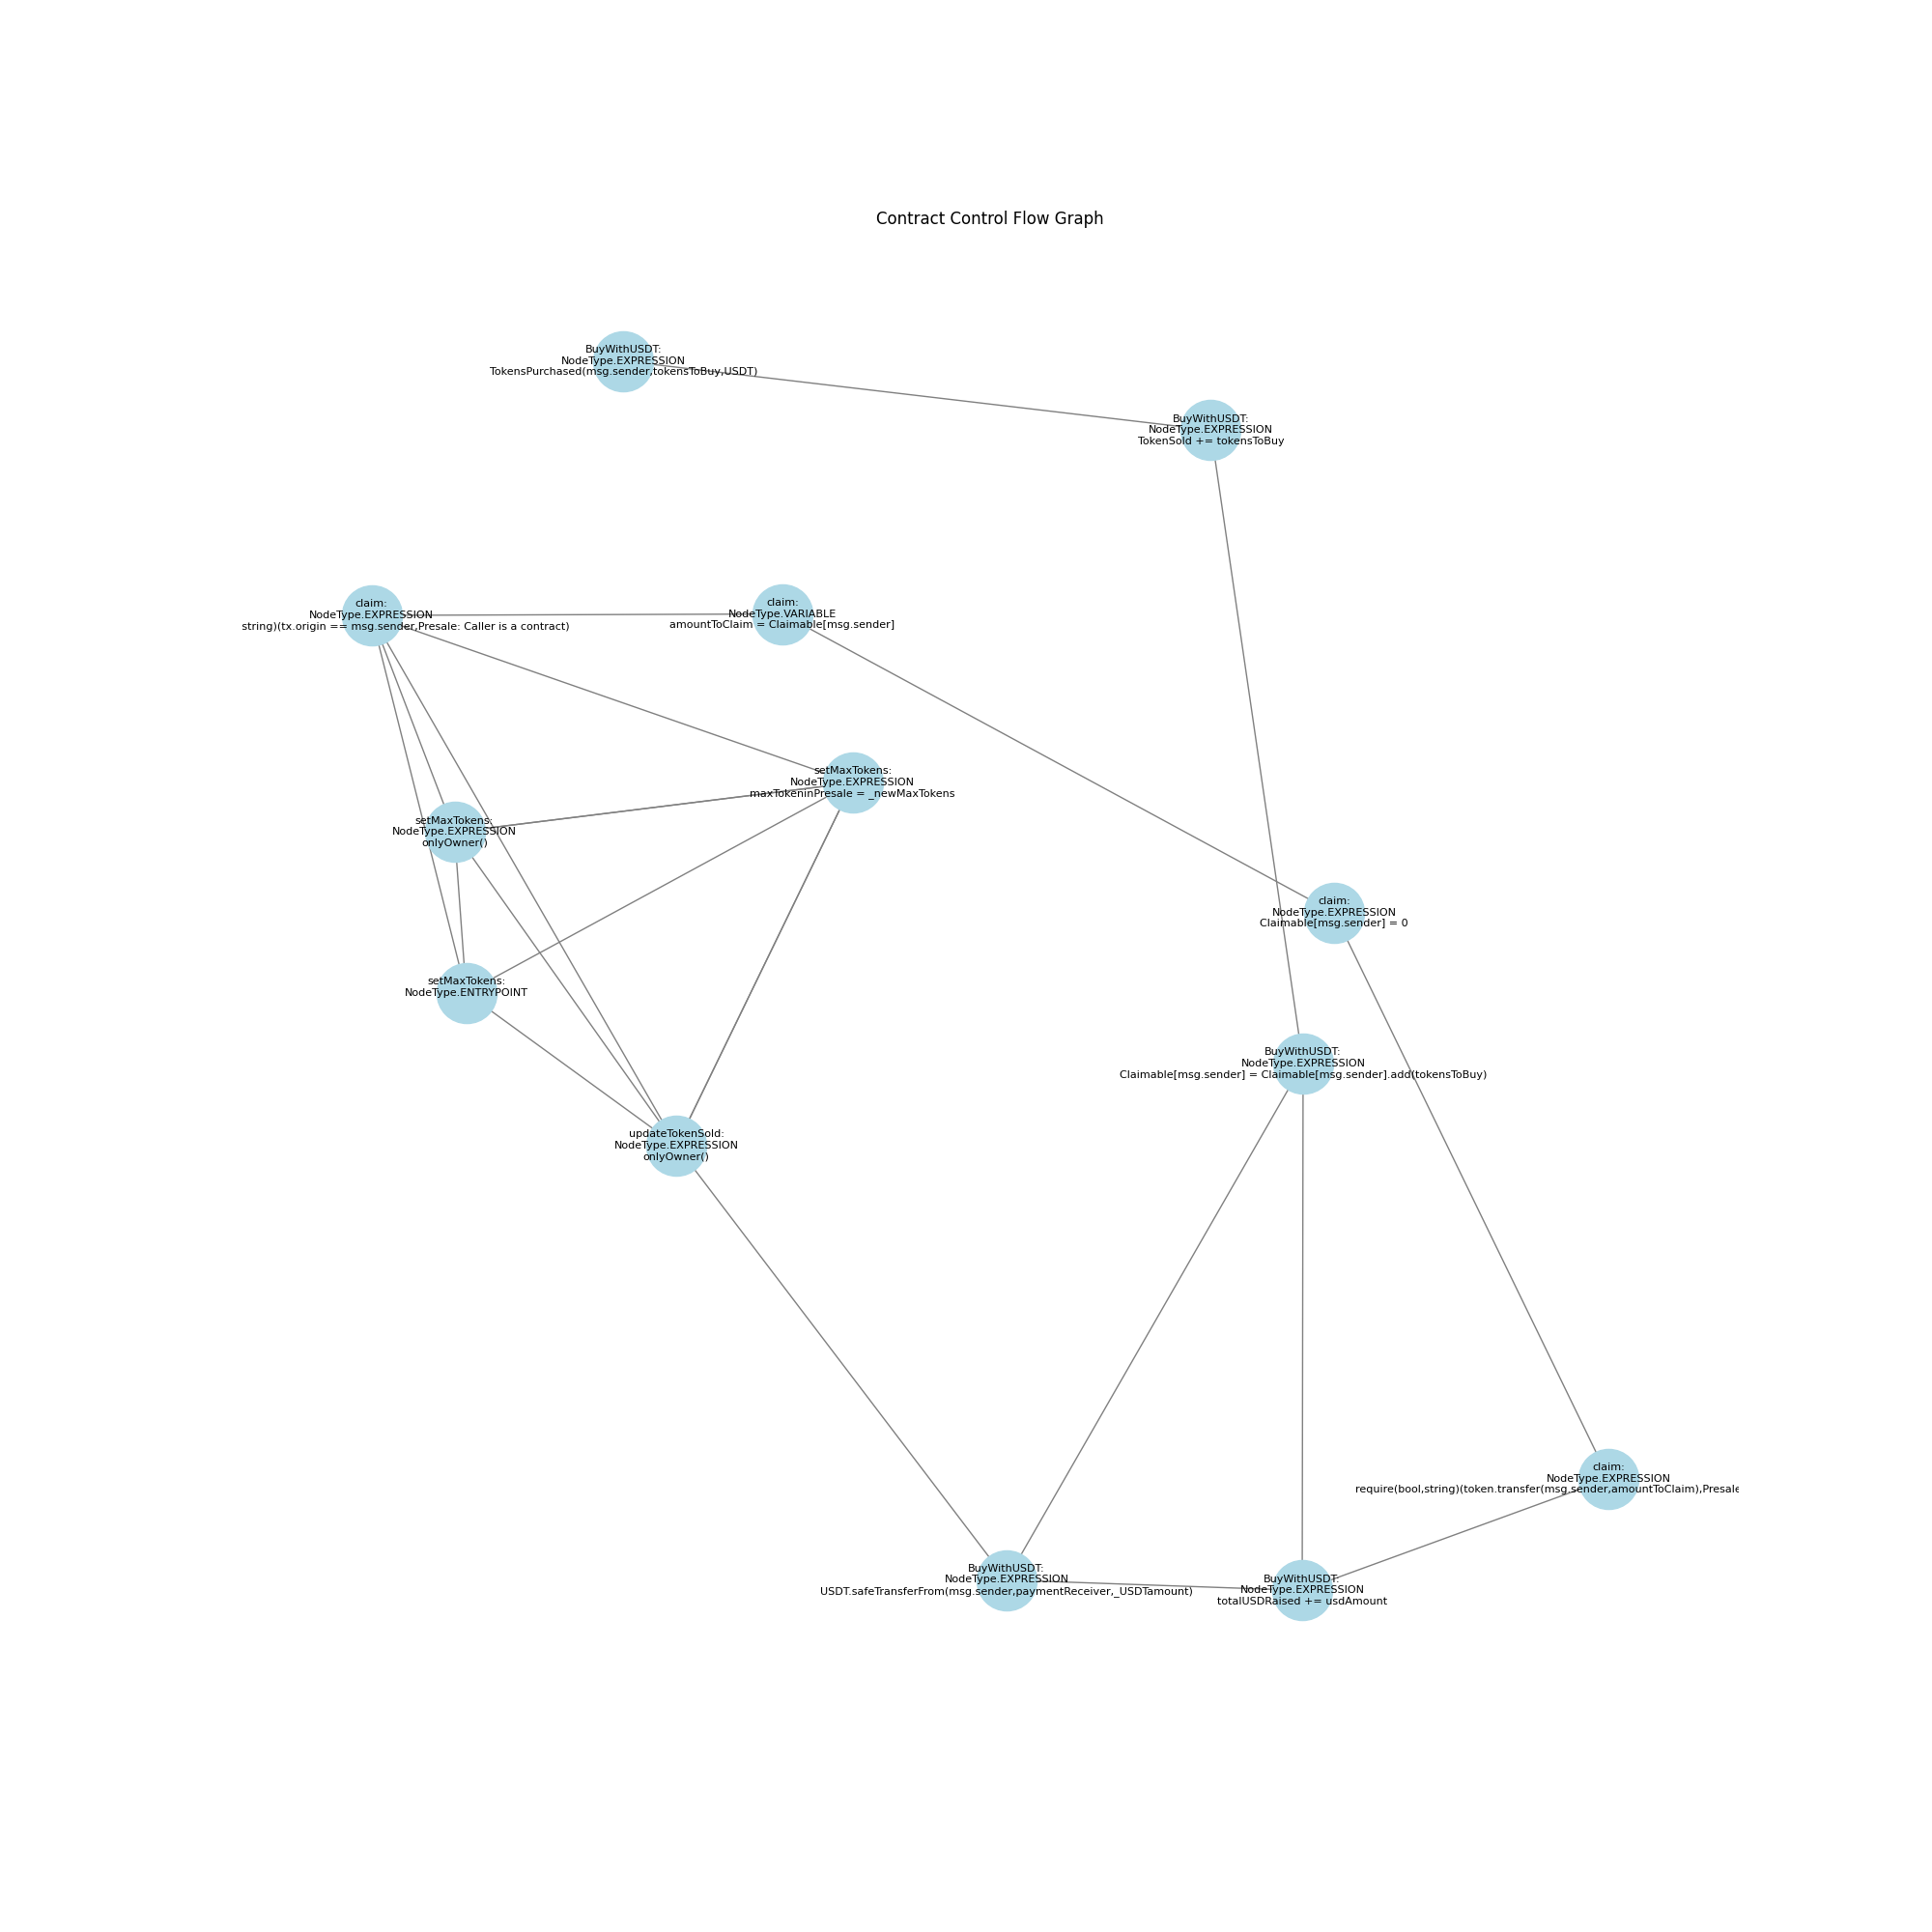 Contract Control Flow Graph
BuyWithUSDT:
NodeType.EXPRESSION
TokensPurchased(msg.sender,tokensToBuy,USDT)
BuyWithUSDT:
NodeType.EXPRESSION
TokenSold += tokensToBuy
claim:
NodeType.EXPRESSION
string)(tx.origin == msg.sender,Presale: Caller is a contract)
claim:
NodeType.VARIABLE
amountToClaim = Claimable[msg.sender]
setMaxTokens:
NodeType.EXPRESSION
maxTokeninPresale = _newMaxTokens
setMaxTokens:
NodeType.EXPRESSION
onlyOwner()
claim:
NodeType.EXPRESSION
Claimable[msg.sender] = 0
setMaxTokens:
NodeType.ENTRYPOINT
BuyWithUSDT:
NodeType.EXPRESSION
Claimable[msg.sender] = Claimable[msg.sender].add(tokensToBuy)
updateTokenSold:
NodeType.EXPRESSION
onlyOwner()
claim:
NodeType.EXPRESSION
require(bool,string)(token.transfer(msg.sender,amountToClaim),Presale
BuyWithUSDT:
NodeType.EXPRESSION
USDT.safeTransferFrom(msg.sender,paymentReceiver,_USDTamount)
BuyWithUSDT:
NodeType.EXPRESSION
totalUSDRaised += usdAmount